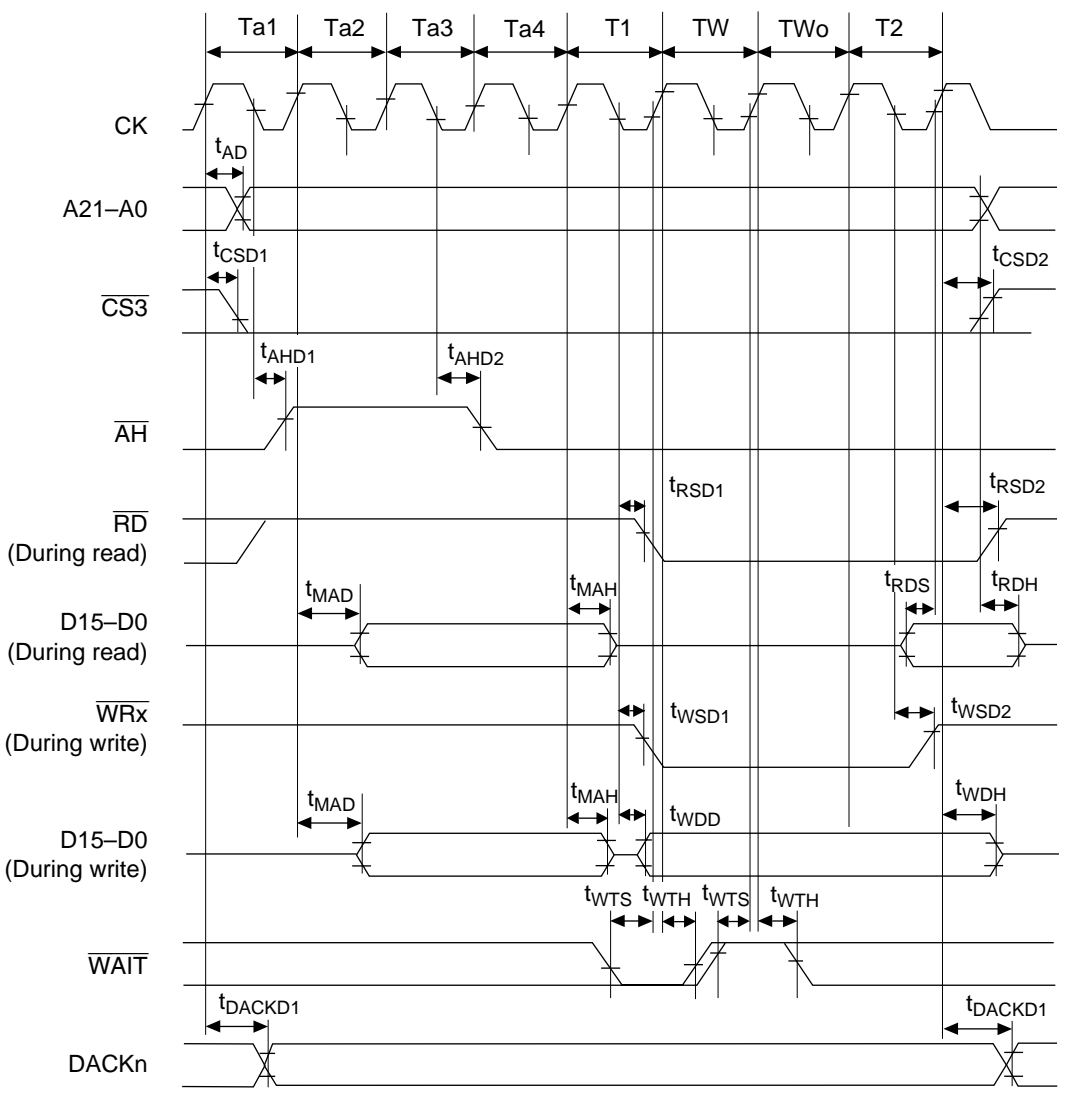 Ta1 Ta2 Ta3 Ta4 T1 TW TWo T2
CK
tAD
A21–A0
tCSD1 tCSD2
CS3
tAHD1 tAHD2
AH
tRSD1 tRSD2
RD
(During read)
tMAD tMAH tRDS tRDH
D15–D0
(During read)
WRx
tWSD1 tWSD2
(During write)
tMAD tMAH tWDD tWDH
D15–D0
(During write)
tWTS tWTH tWTS tWTH
WAIT
tDACKD1 tDACKD1
DACKn